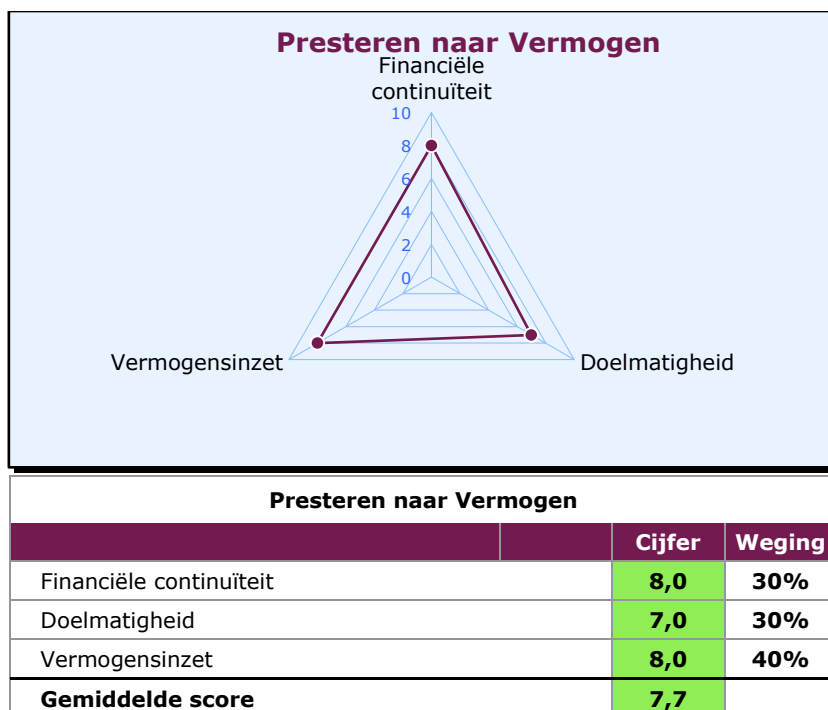 Presteren naar Vermogen
Financiële
continuïteit
10
8
6
4
2
0
Vermogensinzet
Doelmatigheid
Presteren naar Vermogen
Cijfer Weging
Financiële continuïteit 8,0 30%
Doelmatigheid 7,0 30%
Vermogensinzet 8,0 40%
Gemiddelde score 7,7